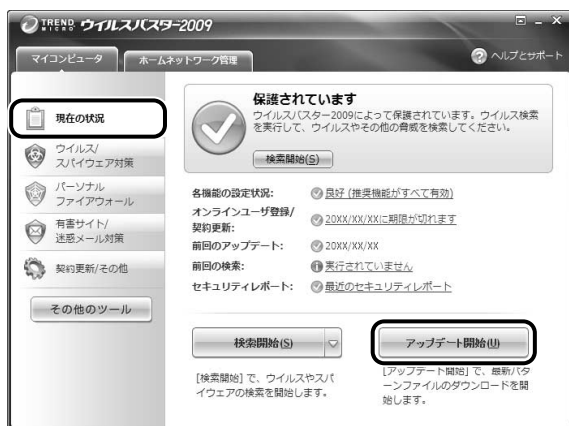 TREND MICRO ウイルスバスター2009
マイコンピュータ
ホームネットワーク管理
ヘルプとサポート
現在の状況
ウイルス/
スパイウェア対策
パーソナル
ファイアウォール
有害サイト/
迷惑メール対策
契約更新/その他
その他のツール
保護されています
ウイルスバスター2009によって保護されています。ウイルス検索
を実行して、ウイルスやその他の脅威を検索してください。
検索開始(S)
各機能の設定状況: 良好 (推奨機能がすべて有効)
オンラインユーザ登録/
契約更新: 20XX/XX/XXに期限が切れます
前回のアップデート: 20XX/XX/XX
前回の検索: 実行されていません
セキュリティレポート: 最近のセキュリティレポート
検索開始(S)
[検索開始] で、ウイルスやスパ
イウェアの検索を開始します。
アップデート開始(U)
[アップデート開始] で、最新パタ
ーンファイルのダウンロードを開
始します。